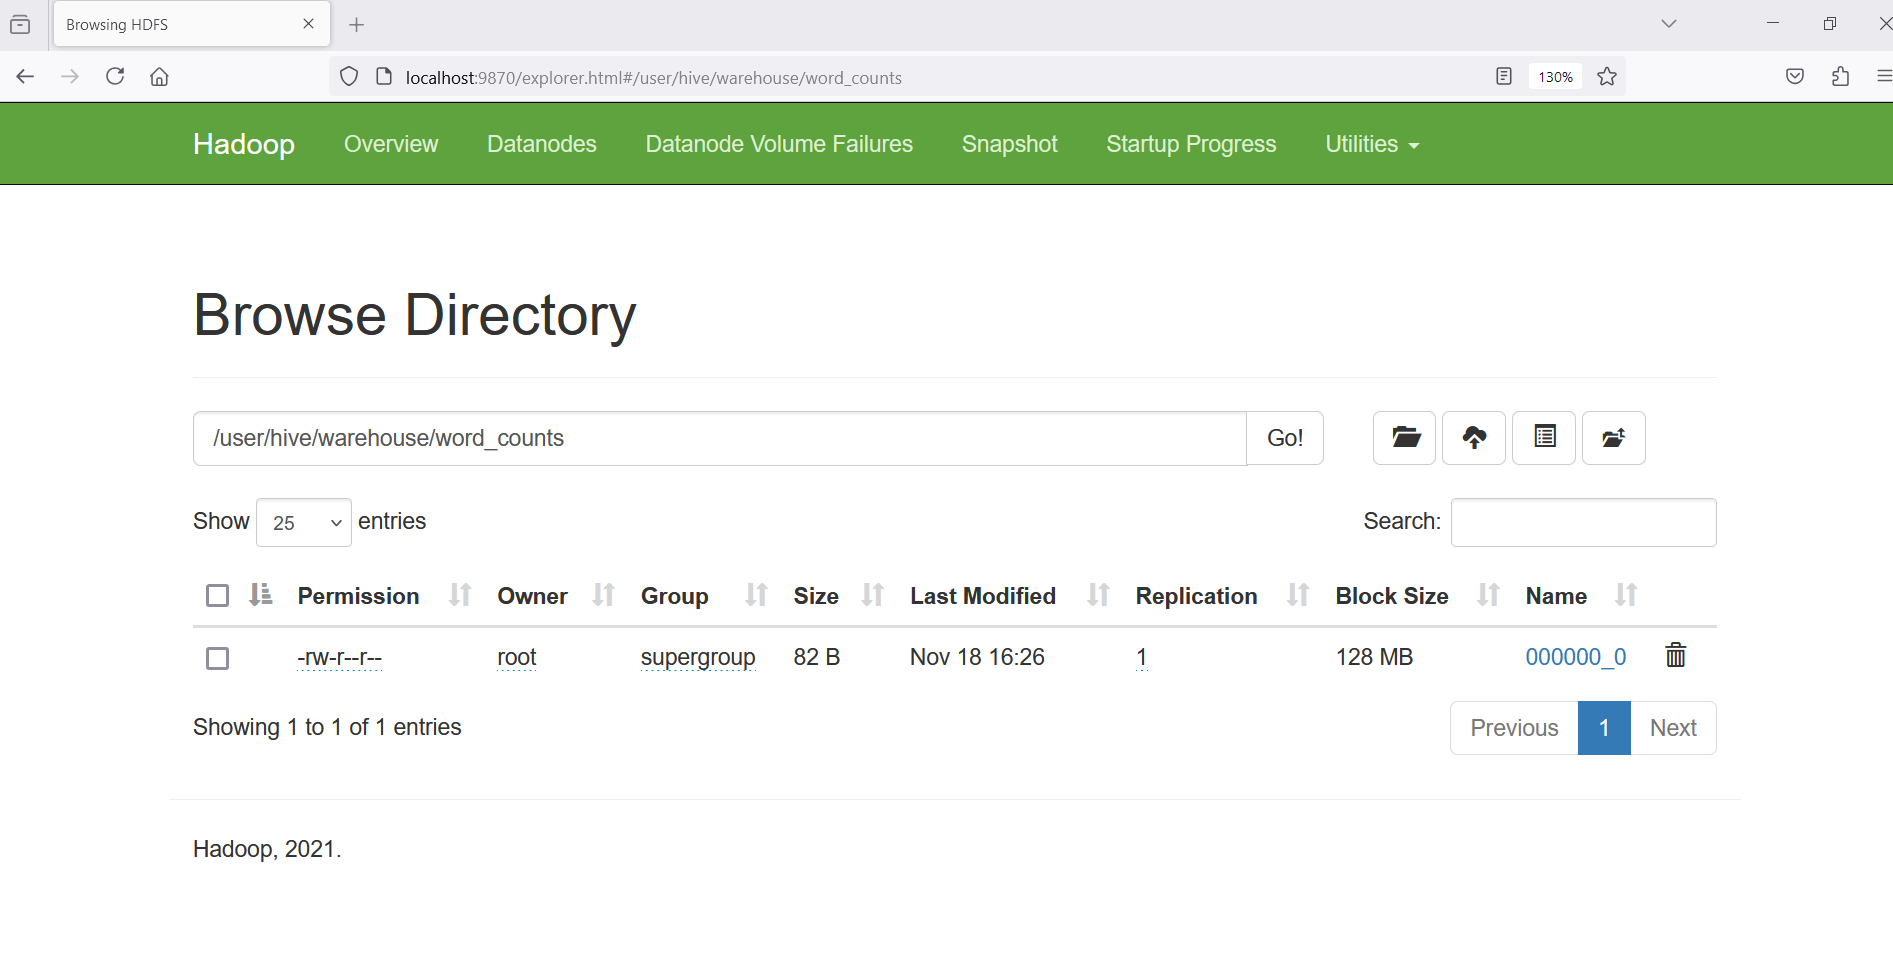 Browsing HDFS
localhost:9870/explorer.html#/user/hive/warehouse/word_counts
130%
Hadoop Overview Datanodes Datanode Volume Failures Snapshot Startup Progress Utilities
Browse Directory
/user/hive/warehouse/word_counts Go!
Show 25 entries Search:
Permission Owner Group Size Last Modified Replication Block Size Name
-rw-r--r-- root supergroup 82 B Nov 18 16:26 1 128 MB 000000_0
Showing 1 to 1 of 1 entries Previous 1 Next
Hadoop, 2021.